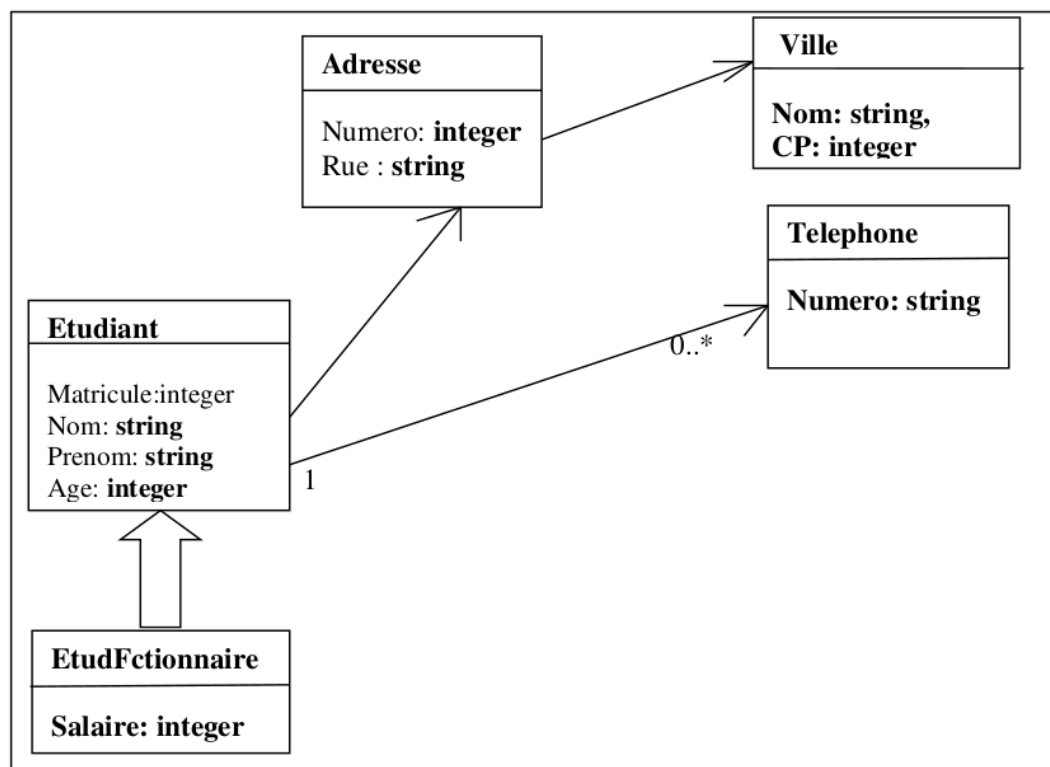 Adresse
Numero: integer
Rue : string
Ville
Nom: string,
CP: integer
Telephone
Numero: string
Etudiant
Matricule:integer
Nom: string
Prenom: string
Age: integer
0..*
1
EtudFctionnaire
Salaire: integer